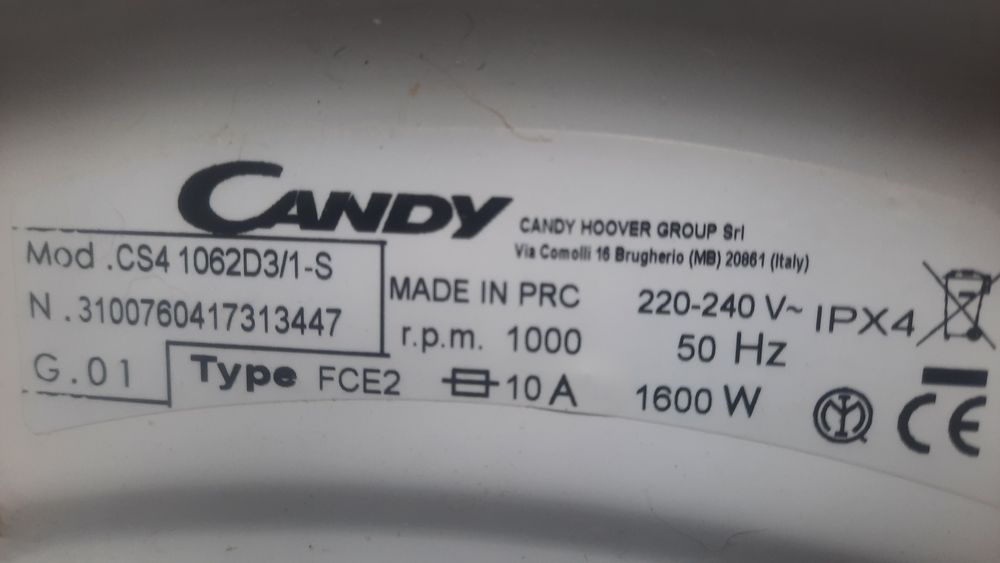 CANDY
CANDY HOOVER GROUP Srl
Via Comolli 16 Brugherio (MB) 20861 (Italy)
Mod .CS4 1062D3/1-S
N .3100760417313447
G.01
MADE IN PRC
r.p.m. 1000
Type FCE2
10 A
220-240 V~
50 Hz
1600 W
IPX4
CE